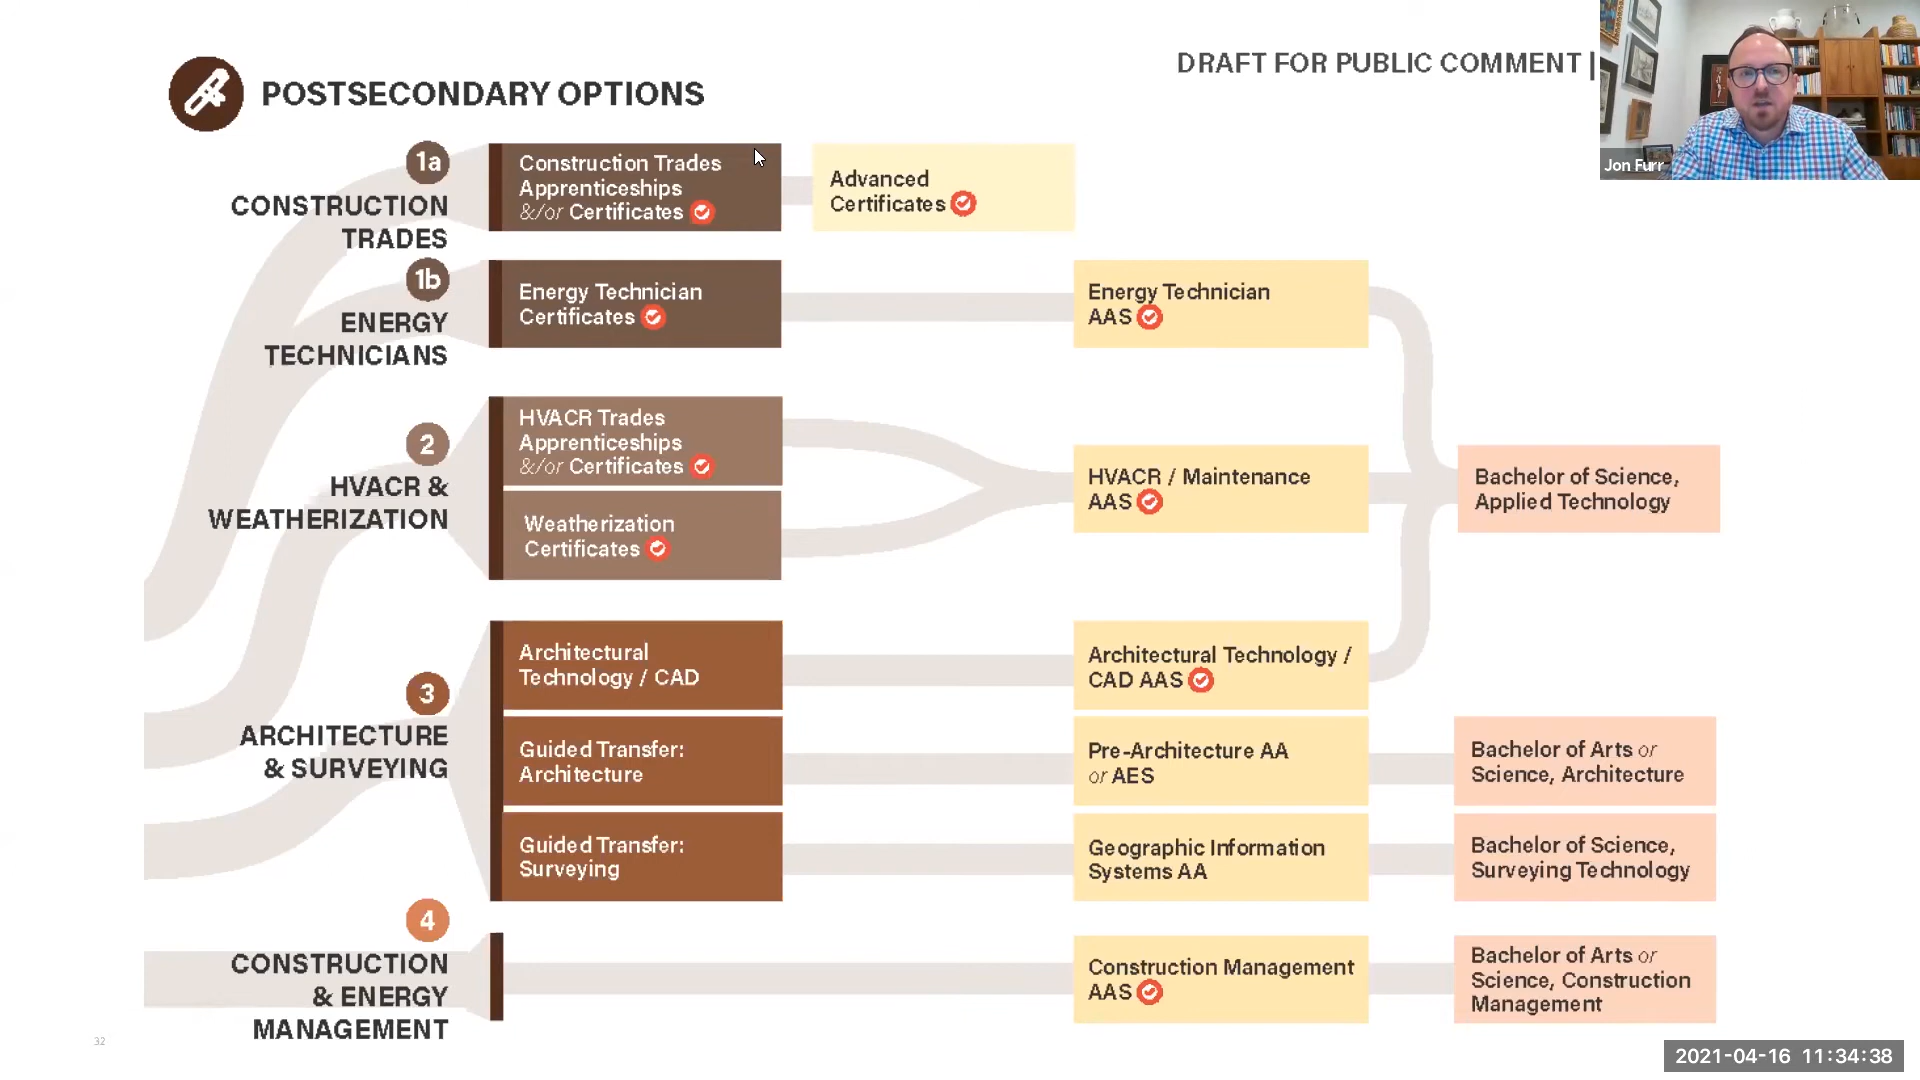 POSTSECONDARY OPTIONS
DRAFT FOR PUBLIC COMMENT |
Jon Furr
1a
CONSTRUCTION
TRADES
Construction Trades
Apprenticeships
&/or Certificates
Advanced
Certificates
1b
ENERGY
TECHNICIANS
Energy Technician
Certificates
Energy Technician
AAS
2
HVACR &
WEATHERIZATION
HVACR Trades
Apprenticeships
&/or Certificates
Weatherization
Certificates
HVACR / Maintenance
AAS
Bachelor of Science,
Applied Technology
3
ARCHITECTURE
& SURVEYING
Architectural
Technology / CAD
Architectural Technology /
CAD AAS
Guided Transfer:
Architecture
Pre-Architecture AA
or AES
Bachelor of Arts or
Science, Architecture
Guided Transfer:
Surveying
Geographic Information
Systems AA
Bachelor of Science,
Surveying Technology
4
CONSTRUCTION
& ENERGY
MANAGEMENT
Construction Management
AAS
Bachelor of Arts or
Science, Construction
Management
32
2021-04-16 11:34:38